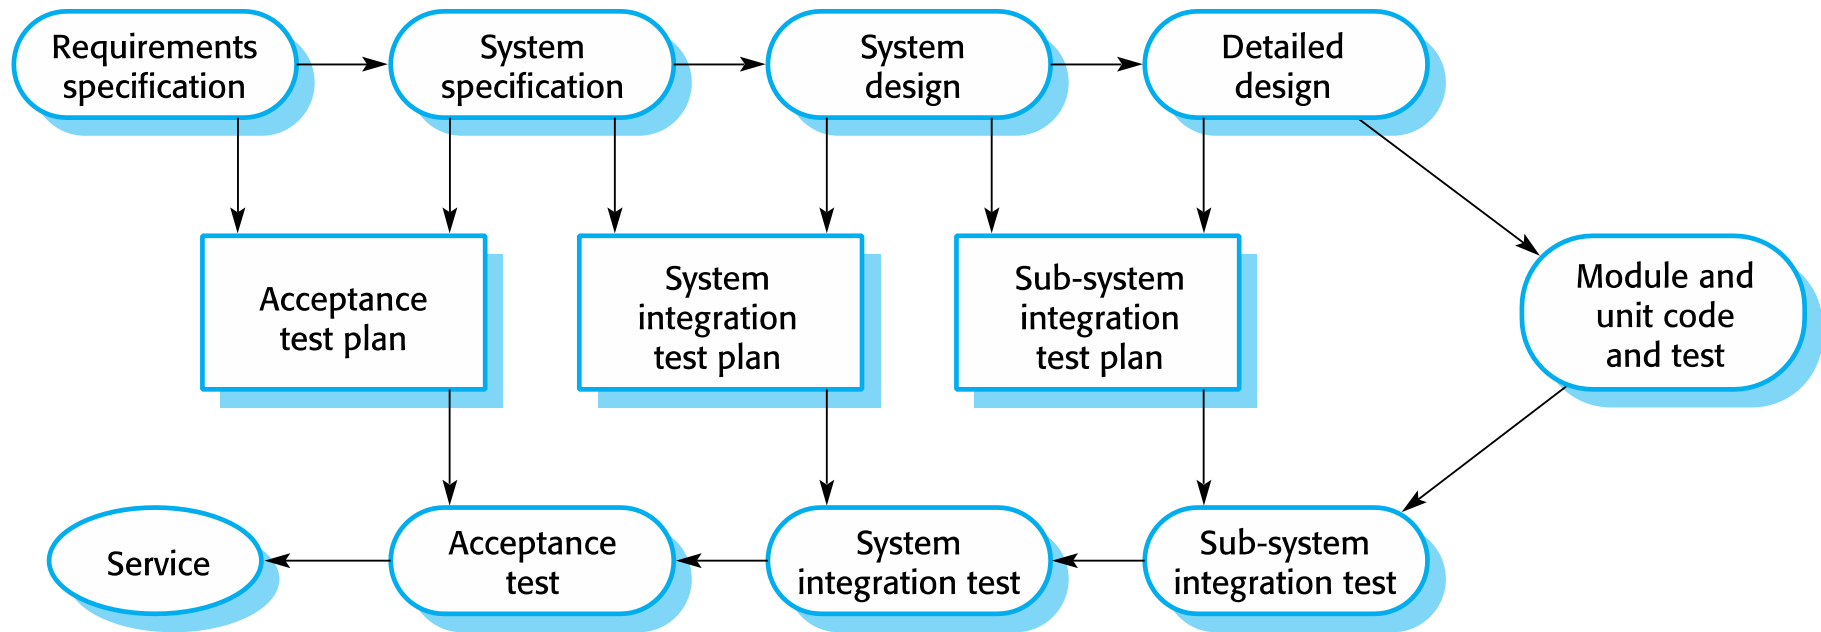 Requirements
specification
System
specification
System
design
Detailed
design
Acceptance
test plan
System
integration
test plan
Sub-system
integration
test plan
Module and
unit code
and test
Service
Acceptance
test
System
integration test
Sub-system
integration test